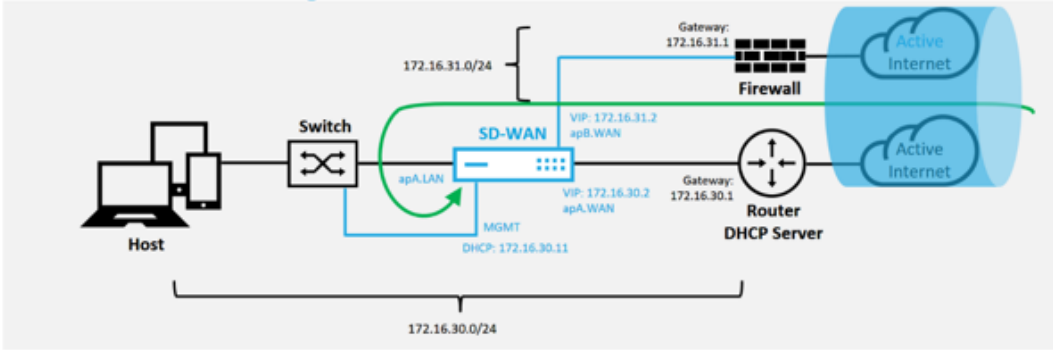 Gateway:
172.16.31.1
Active
Internet
172.16.31.0/24
Firewall
Switch
SD-WAN
VIP: 172.16.31.2
apB.WAN
Active
Internet
apA.LAN
VIP: 172.16.30.2
apA.WAN
Gateway:
172.16.30.1
Router
DHCP Server
Host
MGMT
DHCP: 172.16.30.11
172.16.30.0/24